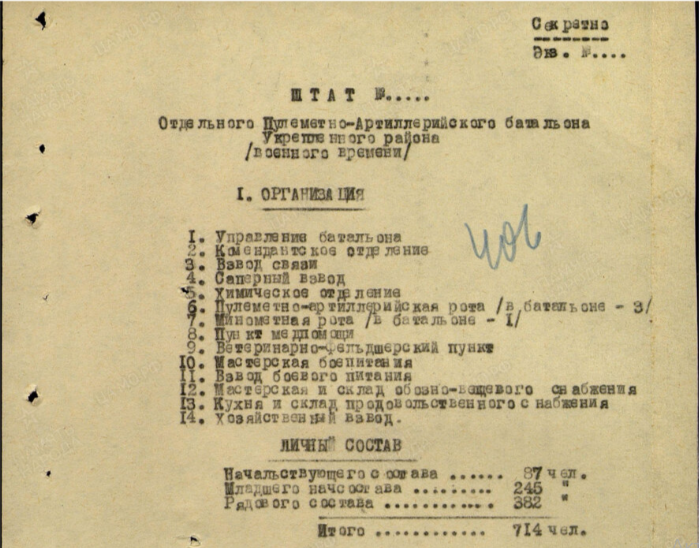 Секретно
Экз. №....
ШТАТ №.....
Отдельного Пулеметно-Артиллерийского батальона
Укрепленного района
/военного времени/
I. ОРГАНИЗАЦИЯ
1. Управление батальона
2. Комендантское отделение
3. Взвод связи
4. Саперный взвод
5. Химическое отделение
6. Пулеметно-артиллерийская рота /в батальоне - 3/
7. Минометная рота /в батальоне - I/
8. Пункт медпомощи
9. Ветеринарно-Фельдшерский пункт
10. Мастерская боепитания
11. Взвод боевого питания
12. Мастерская и склад обозно-вещевого снабжения
13. Кухня и склад продовольственного снабжения
14. Хозяйственный взвод.
ЛИЧНЫЙ СОСТАВ
Начальствующего состава ...... 87 чел.
Младшего начсостава .......... 245 "
Рядового состава ............. 382 "
Итого ............ 714 чел.